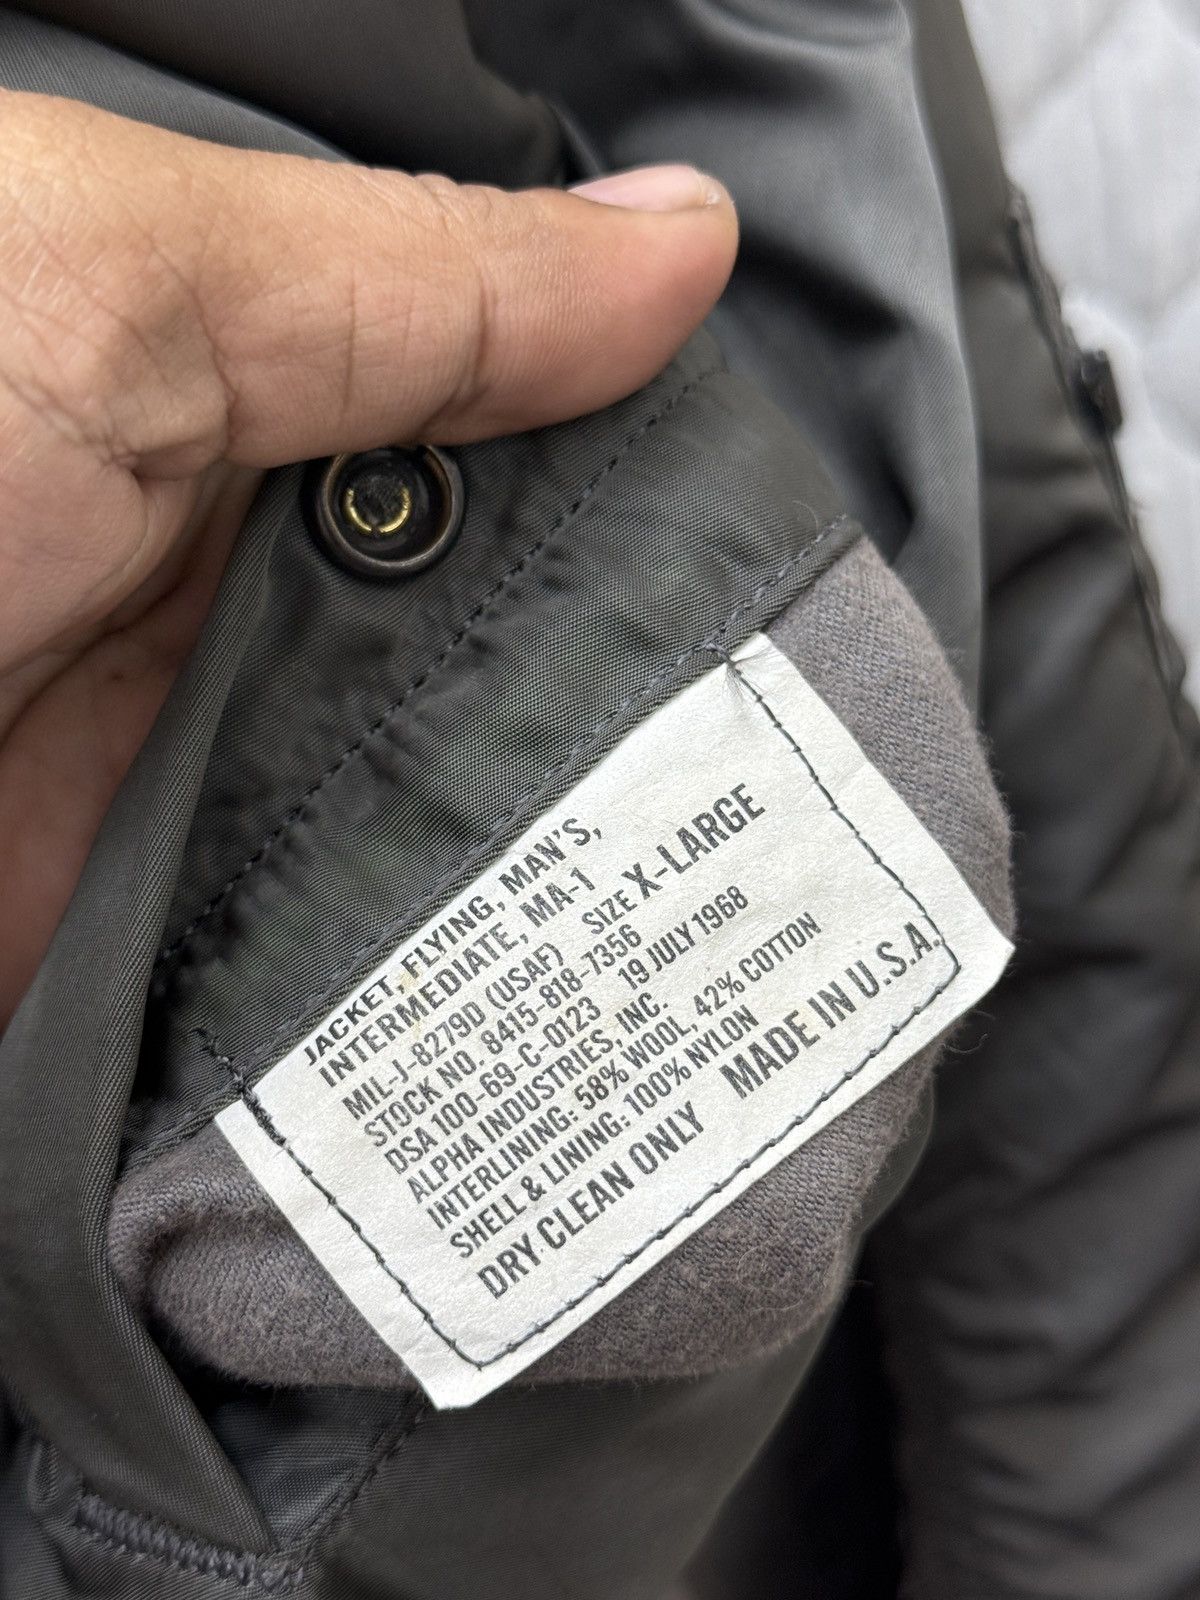 JACKET, FLYING, MAN'S,
INTERMEDIATE, MA-1
MIL-J-8279D (USAF) SIZE X-LARGE
STOCK NO. 8415-818-7356
DSA 100-69-C-0123 19 JULY 1968
ALPHA INDUSTRIES, INC.
INTERLINING: 58% WOOL, 42% COTTON
SHELL & LINING: 100% NYLON
DRY CLEAN ONLY MADE IN U.S.A.